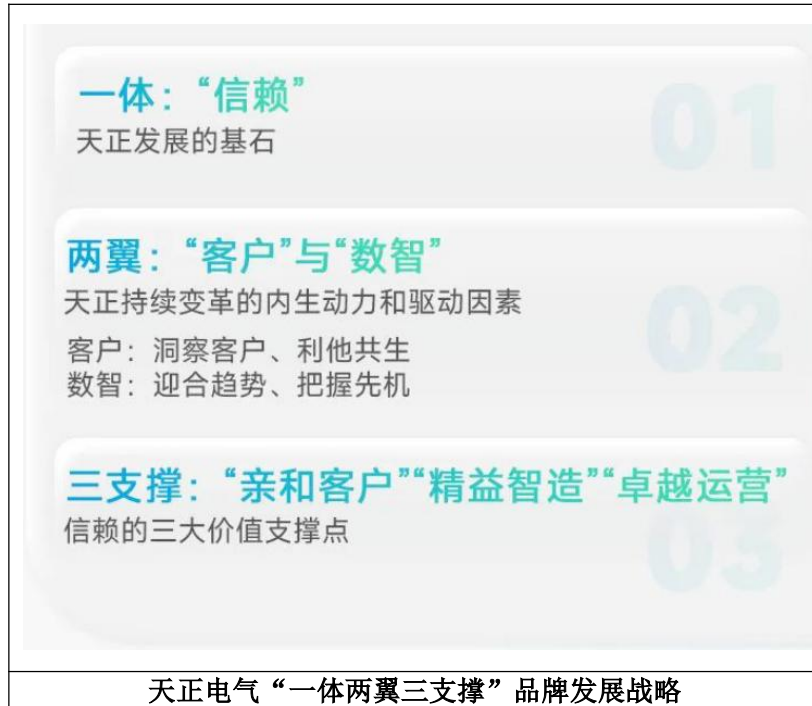 一体：“信赖”
01
天正发展的基石
两翼：“客户”与“数智”
天正持续变革的内生动力和驱动因素
02
客户：洞察客户、利他共生
数智：迎合趋势、把握先机
三支撑：“亲和客户”“精益智造”“卓越运营”
信赖的三大价值支撑点
03
天正电气“一体两翼三支撑”品牌发展战略